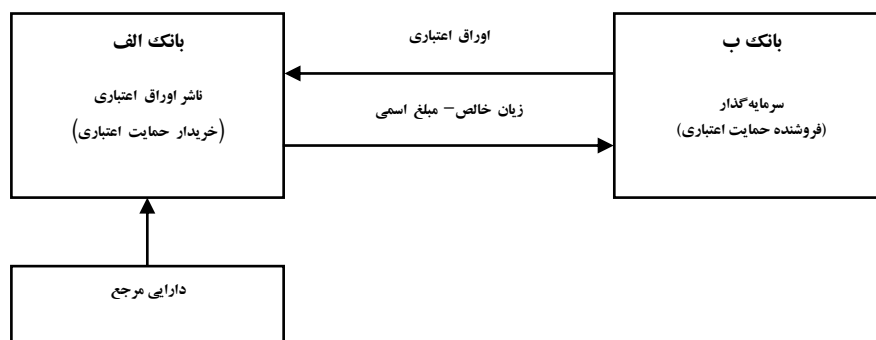 بانک الف
ناشر اوراق اعتباری
(خریدار حمایت اعتباری)
اوراق اعتباری
زیان خالص– مبلغ اسمی
بانک ب
سرمایه‌گذار
(فروشنده حمایت اعتباری)
دارایی مرجع